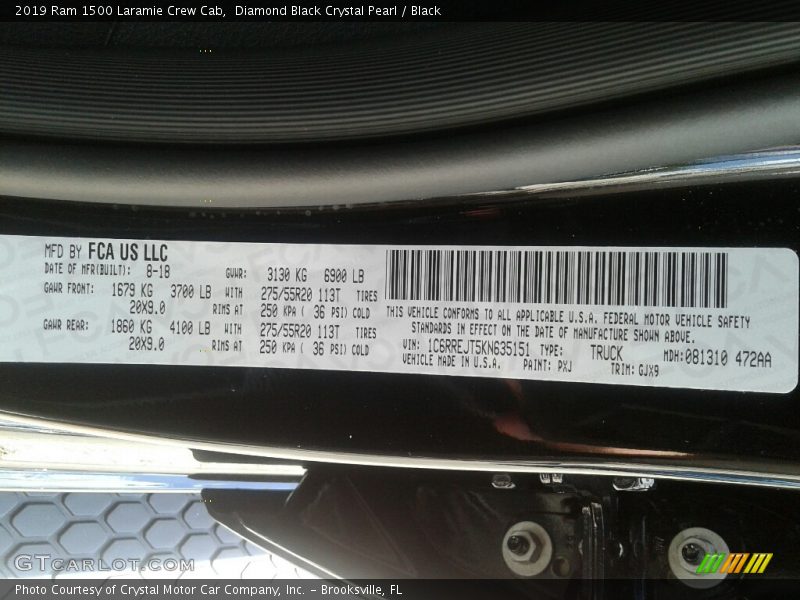 2019 Ram 1500 Laramie Crew Cab,  Diamond Black Crystal Pearl / Black
MFD BY FCA US LLC
DATE OF MFR(BUILT): 8-18 GVWR: 3130 KG 6900 LB
GAWR FRONT: 1679 KG 3700 LB WITH 275/55R20 113T TIRES
20X9.0 RIMS AT 250 KPA ( 36 PSI) COLD
GAWR REAR: 1860 KG 4100 LB WITH 275/55R20 113T TIRES
20X9.0 RIMS AT 250 KPA ( 36 PSI) COLD
THIS VEHICLE CONFORMS TO ALL APPLICABLE U.S.A. FEDERAL MOTOR VEHICLE SAFETY
STANDARDS IN EFFECT ON THE DATE OF MANUFACTURE SHOWN ABOVE.
VIN: 1C6RREJT5KN635151 TYPE: TRUCK MDH:081310 472AA
VEHICLE MADE IN U.S.A. PAINT: PXJ TRIM: GJX9
GTCARLOT.COM
Photo Courtesy of Crystal Motor Car Company, Inc. - Brooksville, FL